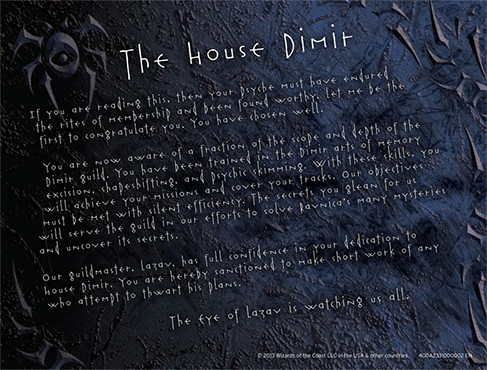 The House Dimir
If you are reading this, then your psyche must have endured
the rites of membership and been found worthy. Let me be the
first to congratulate you. You have chosen well.
You are now aware of a fraction of the scope and depth of the
Dimir guild. You have been trained in the Dimir arts of memory
excision, shapeshifting, and psychic skimming. With these skills, you
will achieve your missions and cover your tracks. Our objectives
must be met with silent efficiency. The secrets you glean for us
will serve the guild in our efforts to solve Ravnica's many mysteries
and uncover its secrets.
Our guildmaster, Lazav, has full confidence in your dedication to
House Dimir. You are hereby sanctioned to make short work of any
who attempt to thwart his plans.
The Eye of Lazav is watching us all.
© 2013 Wizards of the Coast LLC in the USA & other countries. 400A2331000002 EN